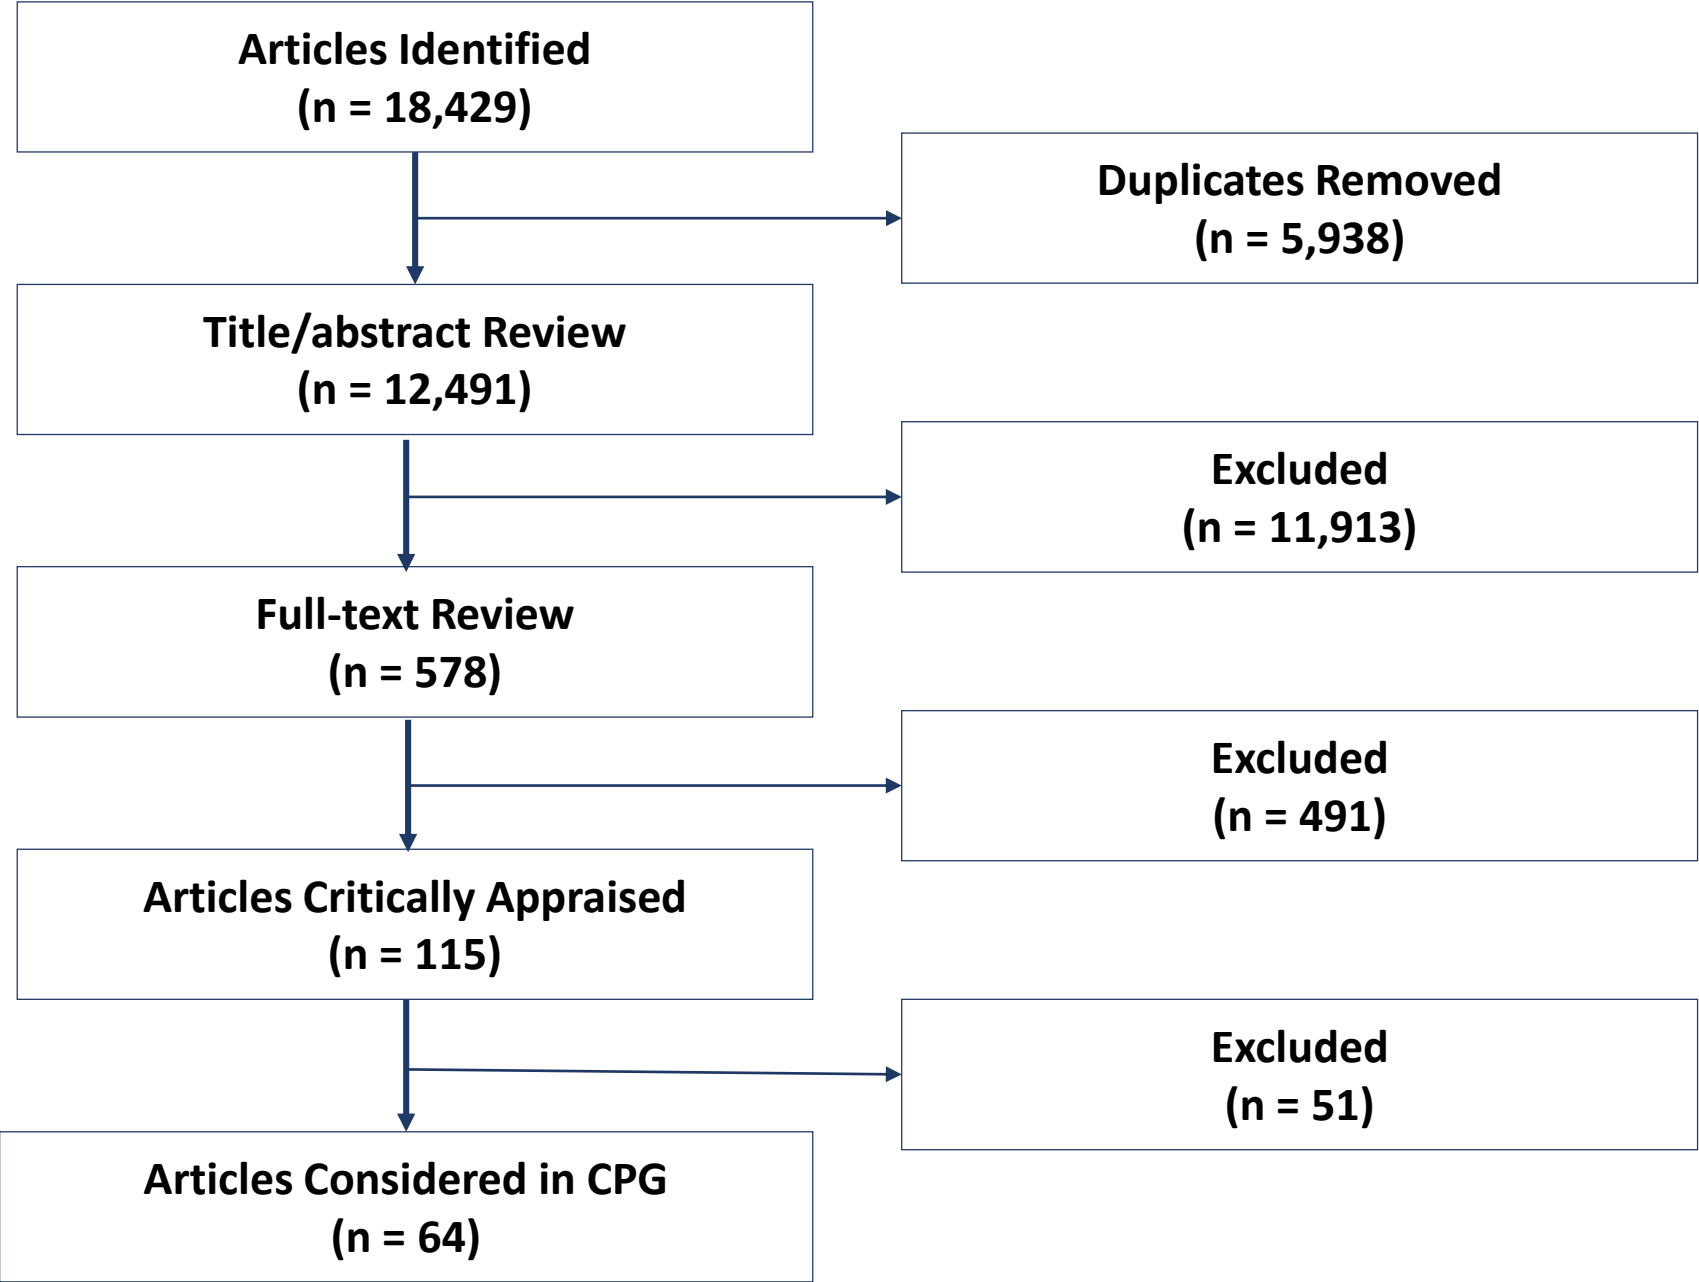 Articles Identified
(n = 18,429)
Duplicates Removed
(n = 5,938)
Title/abstract Review
(n = 12,491)
Excluded
(n = 11,913)
Full-text Review
(n = 578)
Excluded
(n = 491)
Articles Critically Appraised
(n = 115)
Excluded
(n = 51)
Articles Considered in CPG
(n = 64)